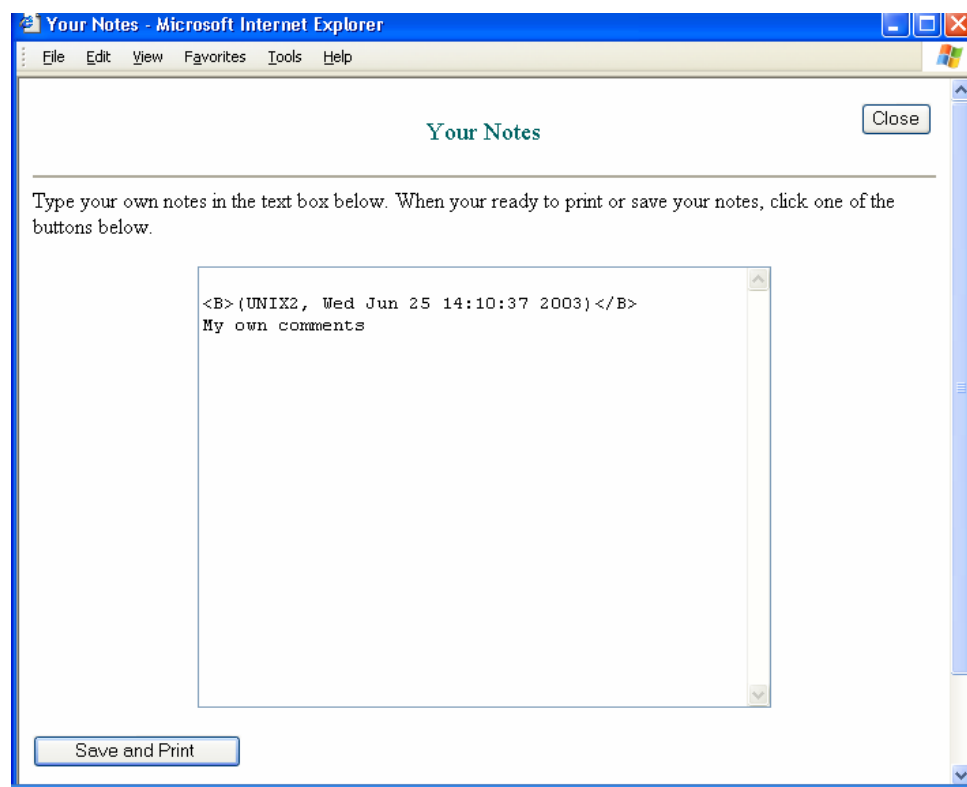 Your Notes - Microsoft Internet Explorer
File Edit View Favorites Tools Help
Close
Your Notes
Type your own notes in the text box below. When your ready to print or save your notes, click one of the
buttons below.
<B>(UNIX2, Wed Jun 25 14:10:37 2003)</B>
My own comments
Save and Print